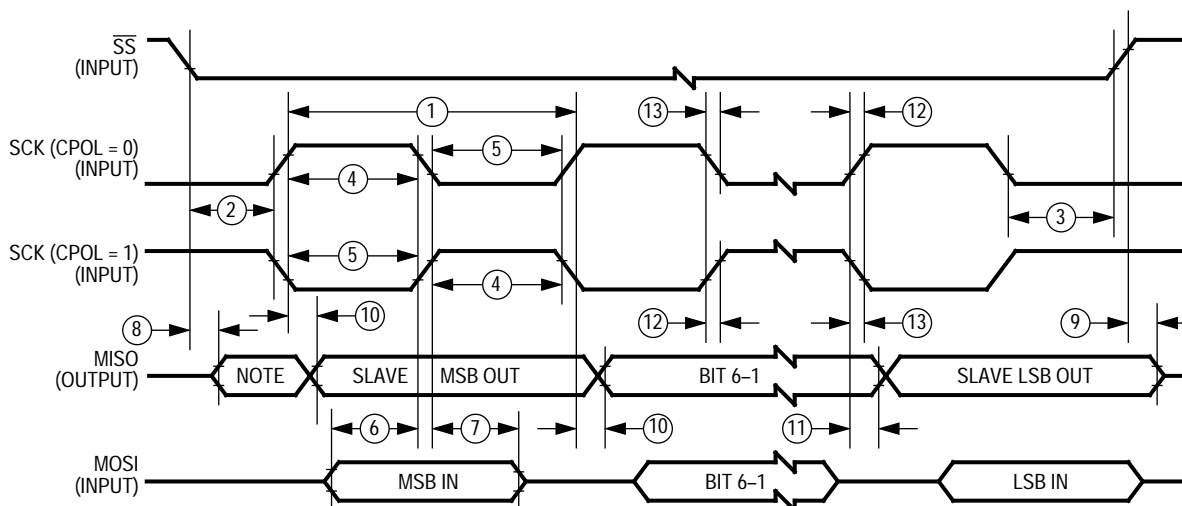 SS
(INPUT)
1
13
12
SCK (CPOL = 0)
(INPUT)
5
4
2
3
SCK (CPOL = 1)
(INPUT)
5
4
8
10
12
13
9
MISO
(OUTPUT)
NOTE
SLAVE MSB OUT
BIT 6–1
SLAVE LSB OUT
6
7
10
11
MOSI
(INPUT)
MSB IN
BIT 6–1
LSB IN